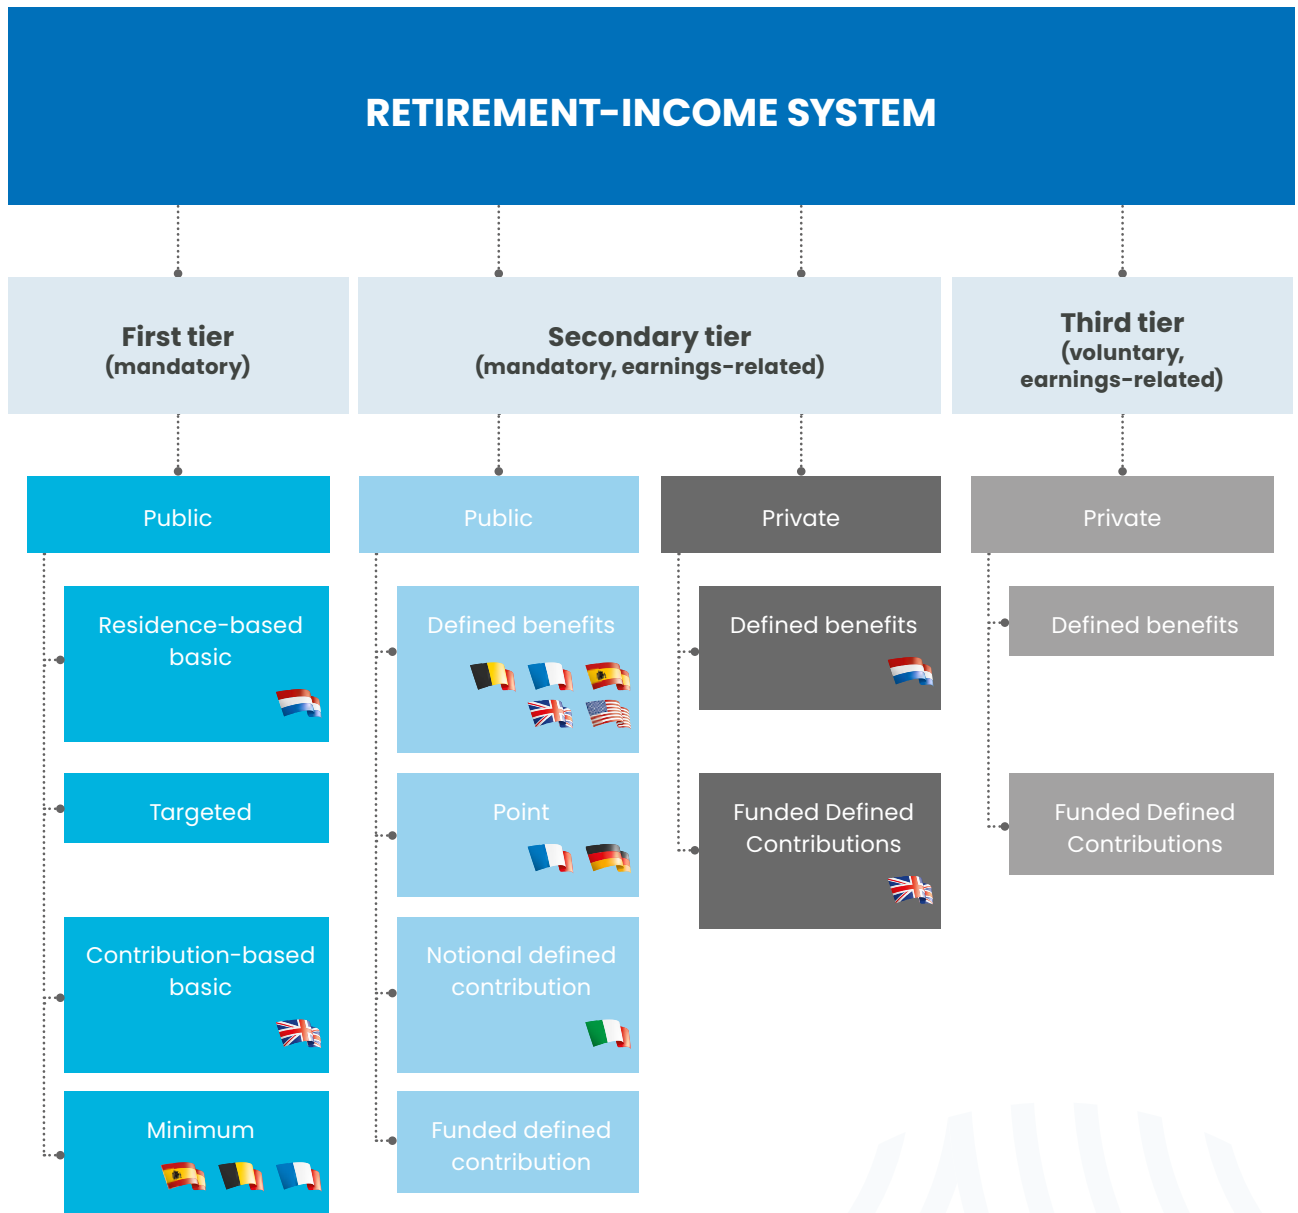 RETIREMENT-INCOME SYSTEM
First tier
(mandatory)
Secondary tier
(mandatory, earnings-related)
Third tier
(voluntary,
earnings-related)
Public
Residence-based
basic
Targeted
Contribution-based
basic
Minimum
Public
Defined benefits
Point
Notional defined
contribution
Funded defined
contribution
Private
Defined benefits
Funded Defined
Contributions
Private
Defined benefits
Funded Defined
Contributions